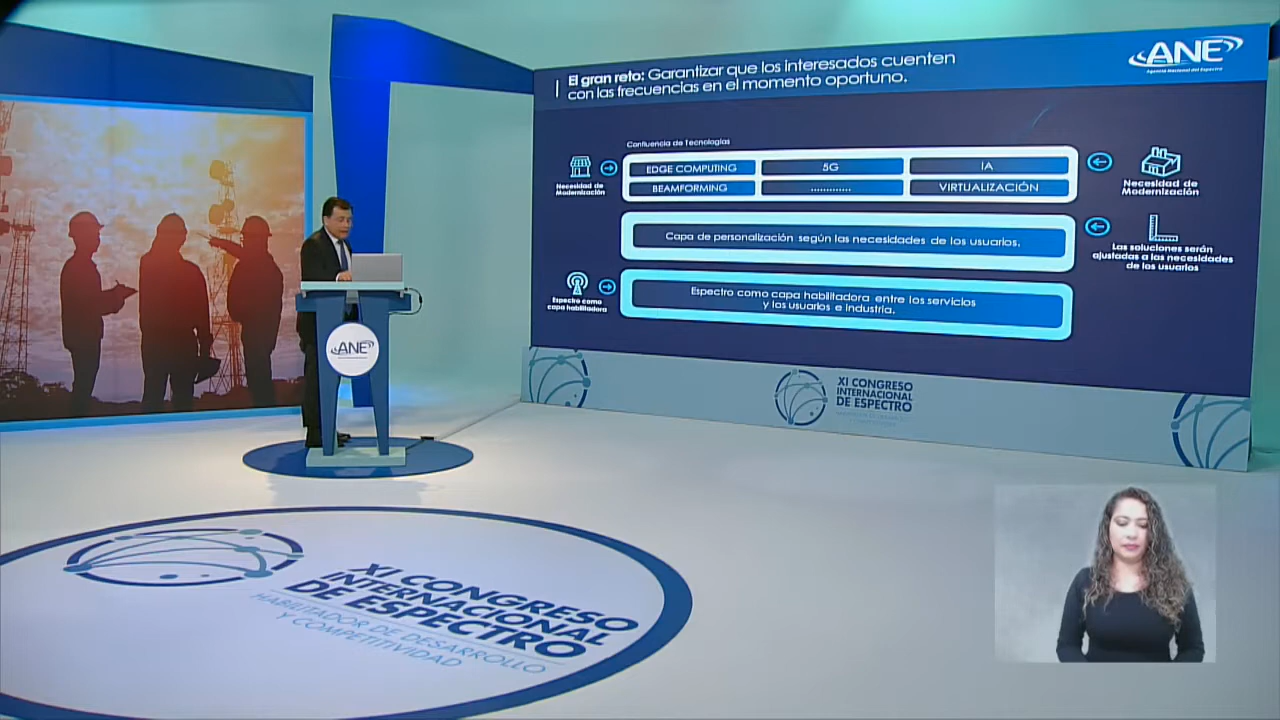 El gran reto: Garantizar que los interesados cuenten
con las frecuencias en el momento oportuno.
ANE
Agencia Nacional del Espectro
Confluencia de Tecnologías
EDGE COMPUTING
5G
IA
BEAMFORMING
.............
VIRTUALIZACIÓN
Necesidad de
Modernización
Necesidad de
Modernización
Capa de personalización según las necesidades de los usuarios.
Las soluciones serán
ajustadas a las necesidades
de los usuarios
Espectro como
capa habilitadora
Espectro como capa habilitadora entre los servicios
y los usuarios e industria.
XI CONGRESO
INTERNACIONAL
DE ESPECTRO
ANE
XI CONGRESO
INTERNACIONAL
DE ESPECTRO
HABILITADOR DE DESARROLLO
Y COMPETITIVIDAD